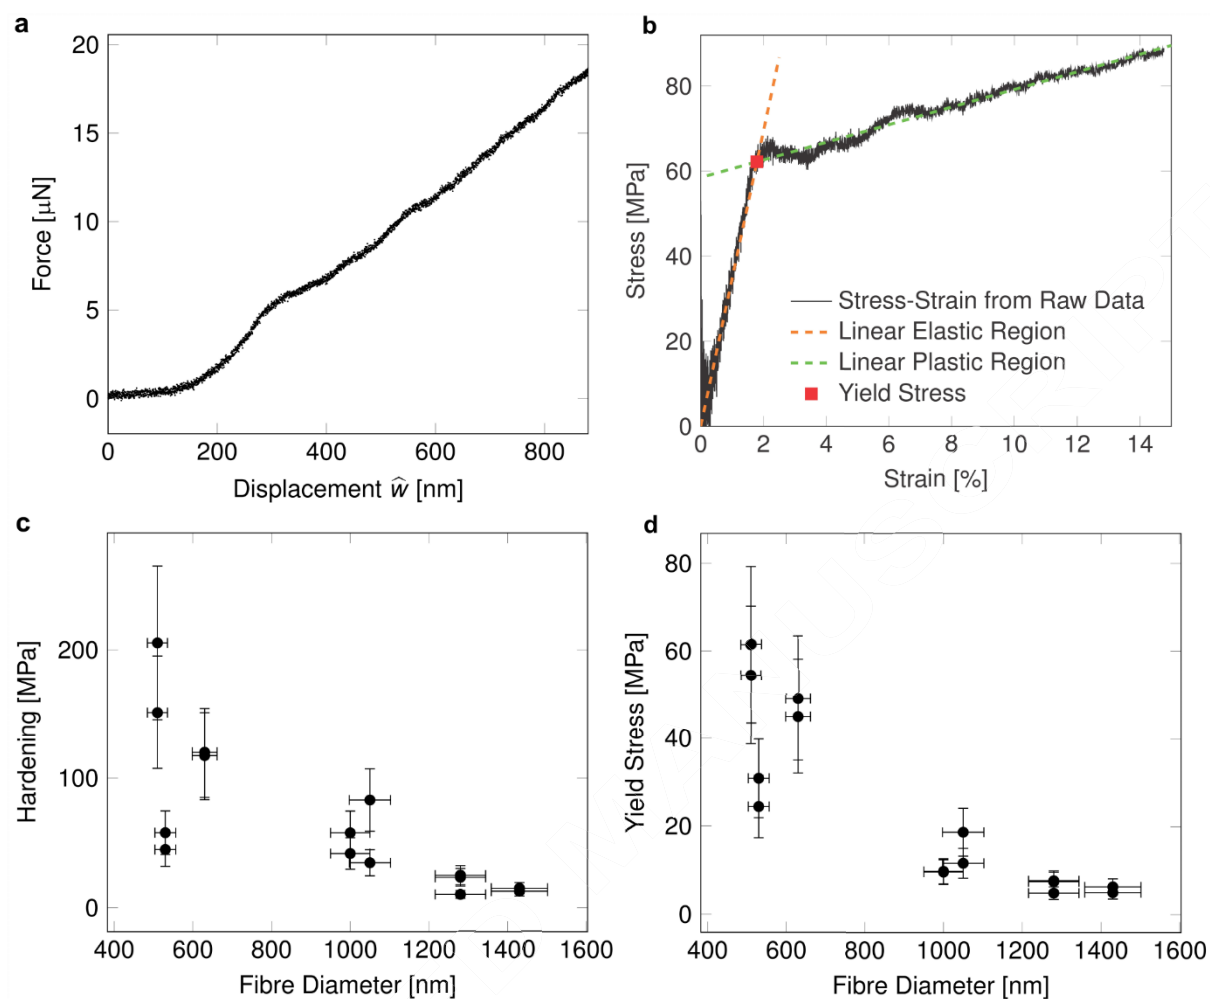 a
20
15
10
5
0
Force [μN]
0 200 400 600 800
Displacement ŵ [nm]
b
80
60
40
20
0
Stress [MPa]
Stress-Strain from Raw Data
Linear Elastic Region
Linear Plastic Region
Yield Stress
0 2 4 6 8 10 12 14
Strain [%]
c
200
100
0
Hardening [MPa]
400 600 800 1000 1200 1400 1600
Fibre Diameter [nm]
d
80
60
40
20
0
Yield Stress [MPa]
400 600 800 1000 1200 1400 1600
Fibre Diameter [nm]